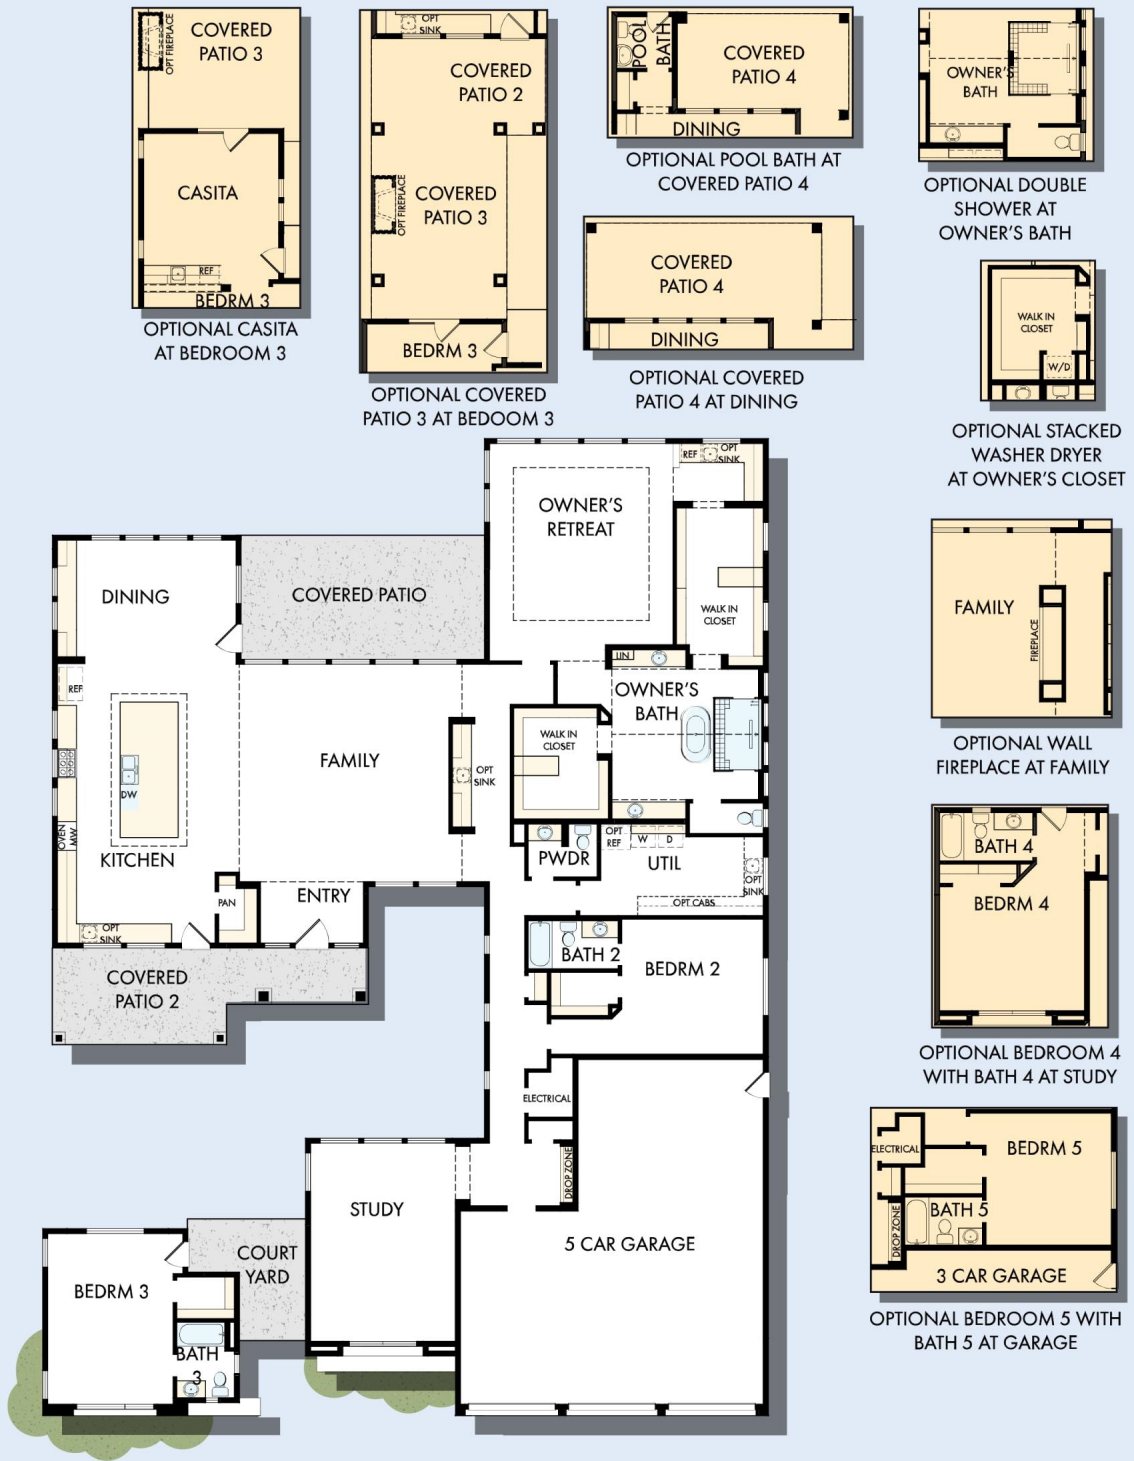 OPT FIREPLACE
COVERED
PATIO 3
CASITA
REF
BEDRM 3
OPTIONAL CASITA
AT BEDROOM 3
OPT
SINK
COVERED
PATIO 2
OPT FIREPLACE
COVERED
PATIO 3
BEDRM 3
OPTIONAL COVERED
PATIO 3 AT BEDOOM 3
POOL
BATH
COVERED
PATIO 4
DINING
OPTIONAL POOL BATH AT
COVERED PATIO 4
COVERED
PATIO 4
DINING
OPTIONAL COVERED
PATIO 4 AT DINING
OWNER'S
BATH
OPTIONAL DOUBLE
SHOWER AT
OWNER'S BATH
WALK IN
CLOSET
W/D
OPTIONAL STACKED
WASHER DRYER
AT OWNER'S CLOSET
FAMILY
FIREPLACE
OPTIONAL WALL
FIREPLACE AT FAMILY
BATH 4
BEDRM 4
OPTIONAL BEDROOM 4
WITH BATH 4 AT STUDY
ELECTRICAL
BEDRM 5
BATH 5
DROP ZONE
3 CAR GARAGE
OPTIONAL BEDROOM 5 WITH
BATH 5 AT GARAGE
REF
OPT
SINK
OWNER'S
RETREAT
WALK IN
CLOSET
DINING
COVERED PATIO
LIN
OWNER'S
BATH
WALK IN
CLOSET
REF
DW
OVEN
MW
KITCHEN
FAMILY
OPT
SINK
PAN
ENTRY
OPT
SINK
PWDR
OPT
REF
W
D
UTIL
OPT
SINK
OPT CABS
COVERED
PATIO 2
BATH 2
BEDRM 2
ELECTRICAL
DROP ZONE
STUDY
5 CAR GARAGE
COURT
YARD
BEDRM 3
BATH
3